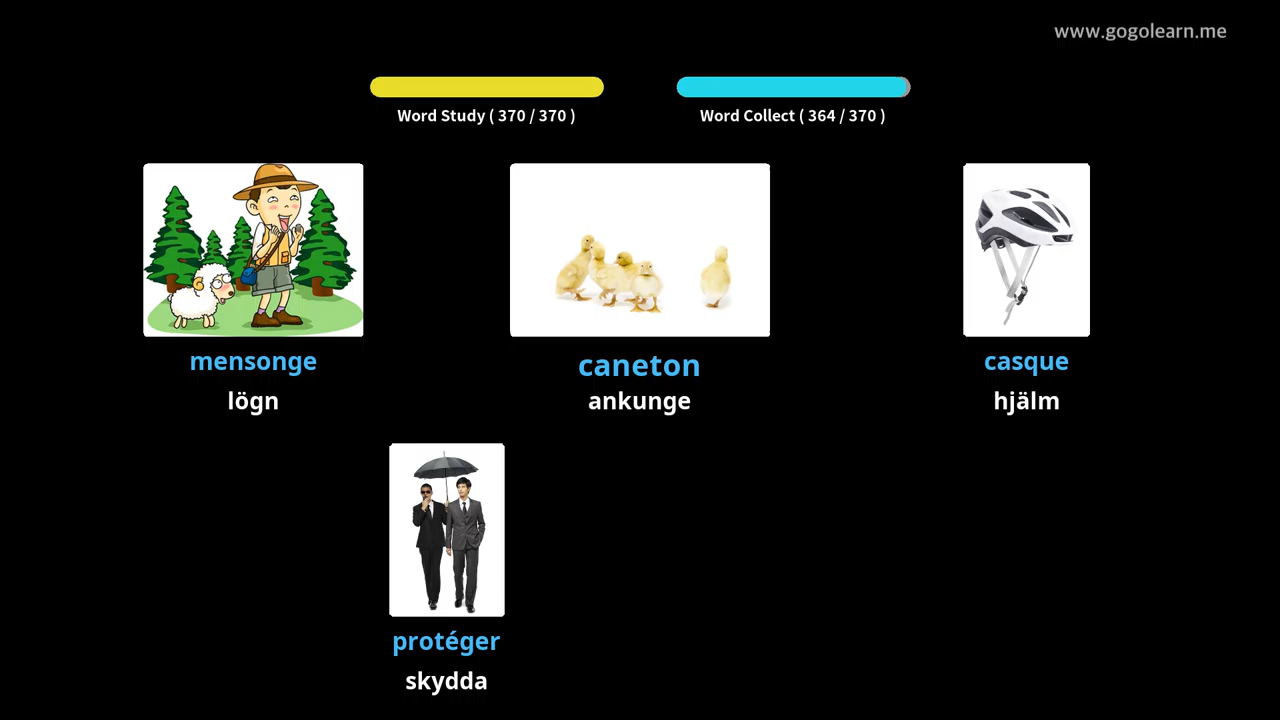 www.gogolearn.me
Word Study ( 370 / 370 )
Word Collect ( 364 / 370 )
mensonge
lögn
caneton
ankunge
casque
hjälm
protéger
skydda